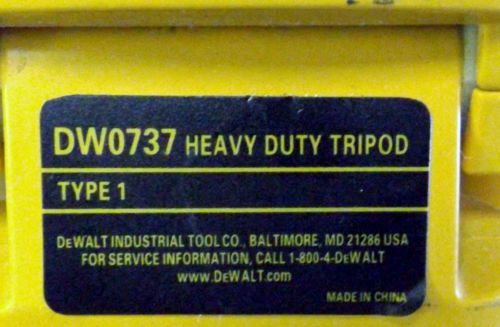 DW0737 HEAVY DUTY TRIPOD
TYPE 1
DEWALT INDUSTRIAL TOOL CO., BALTIMORE, MD 21286 USA
FOR SERVICE INFORMATION, CALL 1-800-4-DEWALT
www.DEWALT.com
MADE IN CHINA